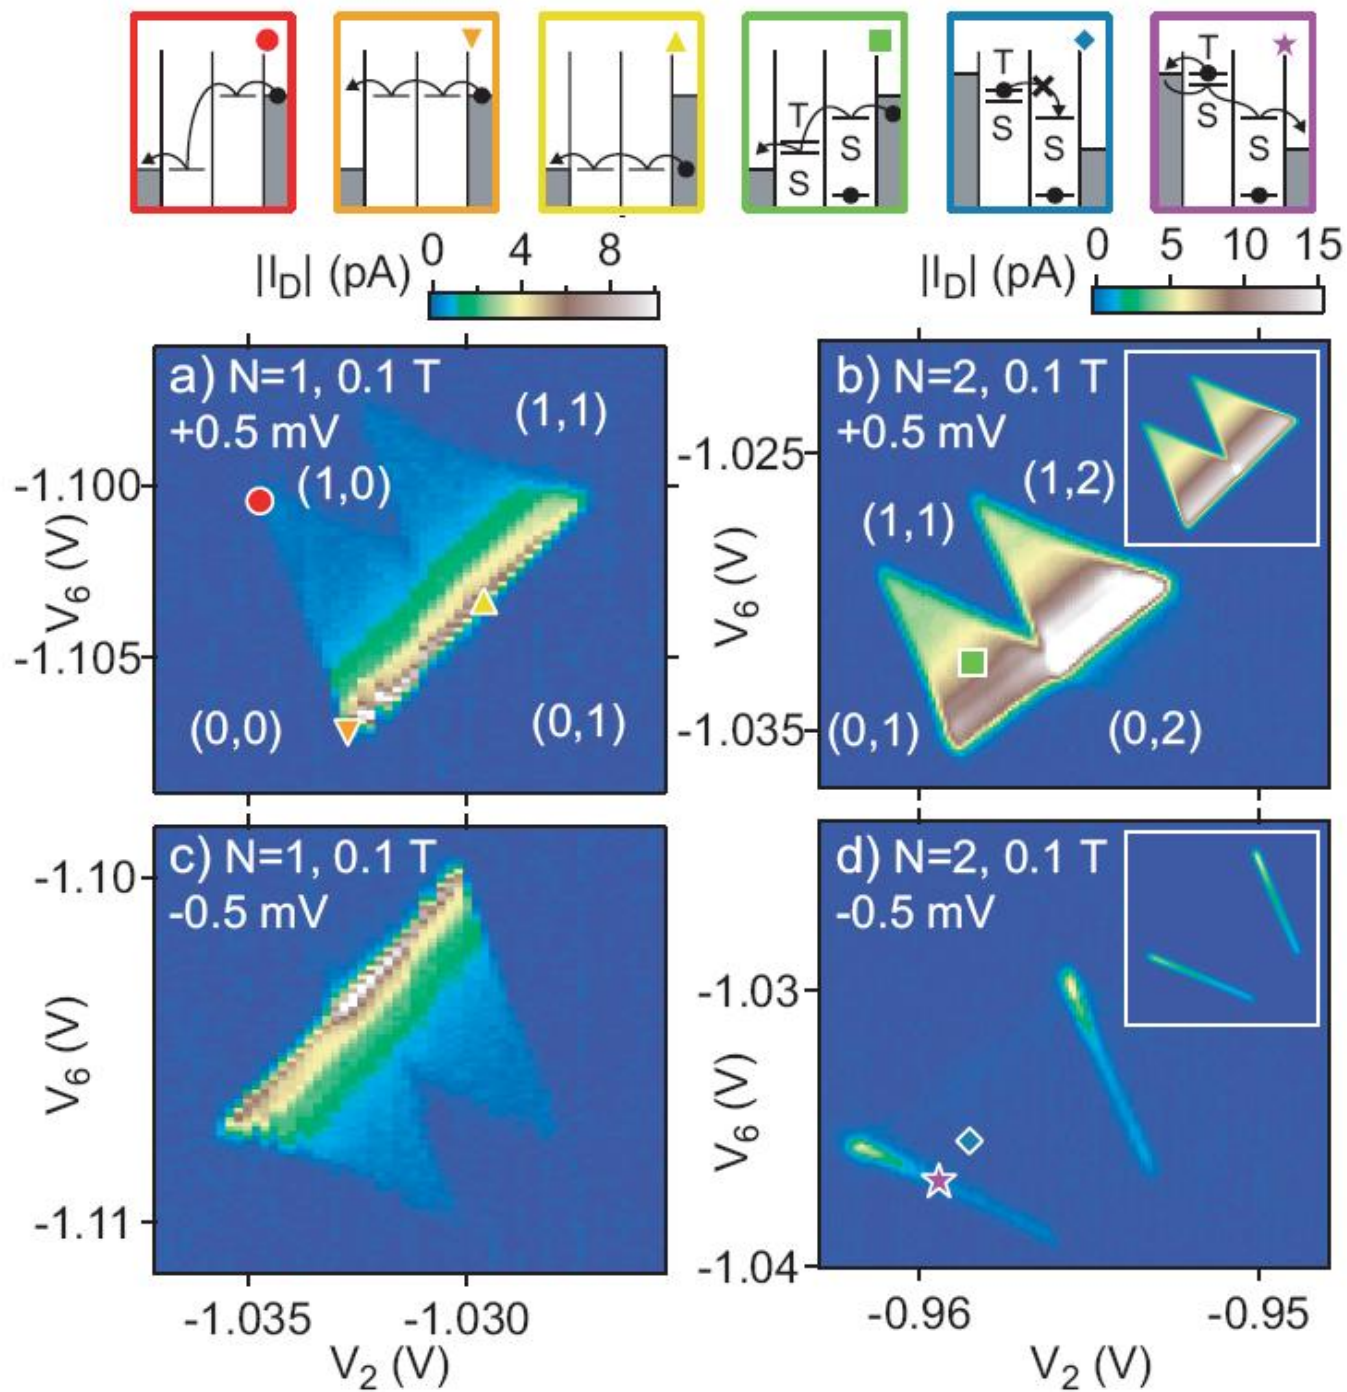 T
S
S
T
S
S
T
S
S
|I_D| (pA) 0 4 8
|I_D| (pA) 0 5 10 15
a) N=1, 0.1 T
+0.5 mV
(1,1)
(1,0)
(0,0)
(0,1)
-1.100
-1.105
V_6 (V)
b) N=2, 0.1 T
+0.5 mV
(1,2)
(1,1)
(0,1)
(0,2)
-1.025
-1.035
V_6 (V)
c) N=1, 0.1 T
-0.5 mV
-1.10
-1.11
V_6 (V)
-1.035
-1.030
V_2 (V)
d) N=2, 0.1 T
-0.5 mV
-1.03
-1.04
V_6 (V)
-0.96
-0.95
V_2 (V)